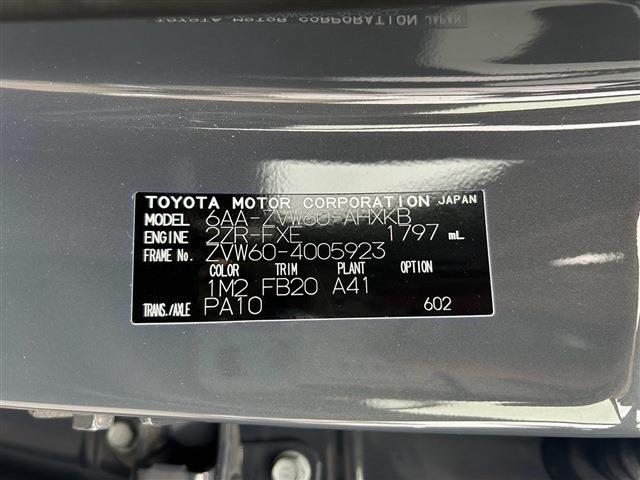 TOYOTA MOTOR CORPORATION JAPAN
MODEL 6AA-ZVW60-AHXKB
ENGINE 2ZR-FXE 1797 mL
FRAME No. ZVW60-4005923
COLOR TRIM PLANT OPTION
1M2 FB20 A41
TRANS./AXLE PA10 602